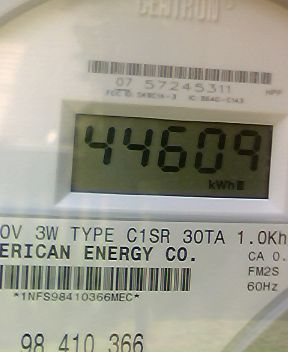 CENTRON®
07 57245311
HPP
44609
kWh
0V 3W TYPE C1SR 30TA 1.0Kh
ERICAN ENERGY CO.
CA 0.
FM2S
60Hz
*1NFS98410366MEC*
98 410 366